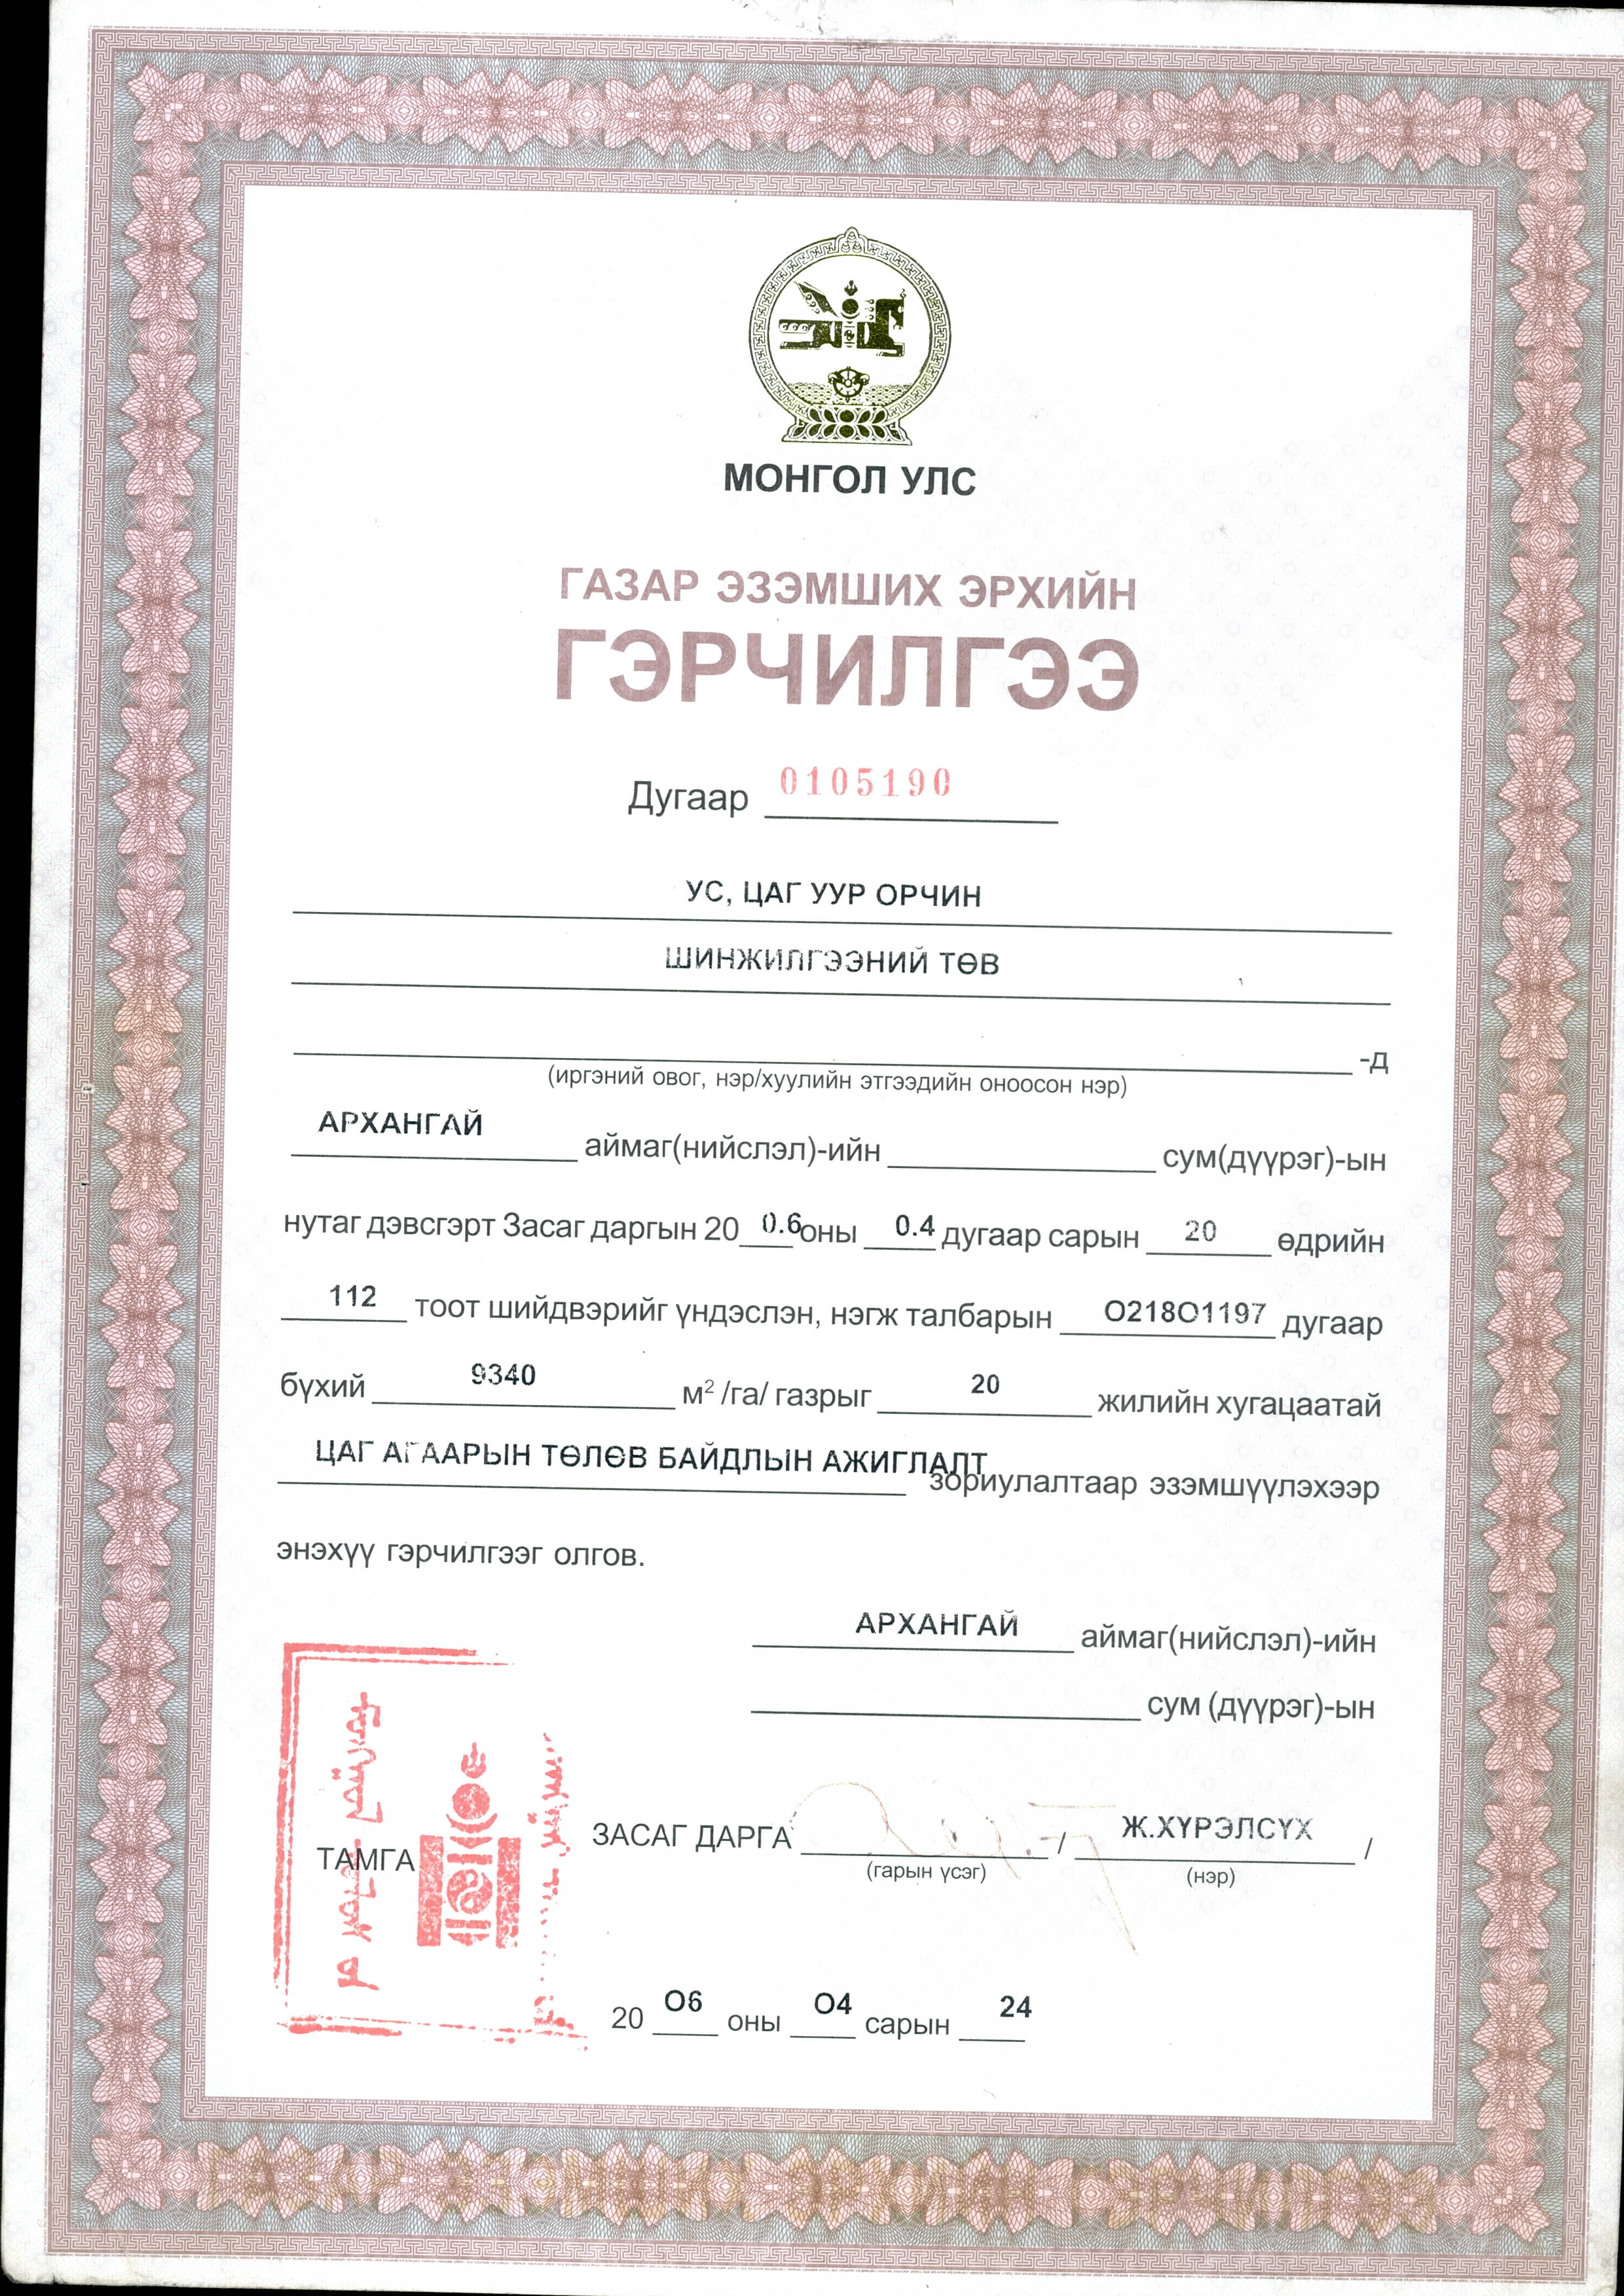 МОНГОЛ УЛС
ГАЗАР ЭЗЭМШИХ ЭРХИЙН
ГЭРЧИЛГЭЭ
Дугаар 0105190
УС, ЦАГ УУР ОРЧИН
ШИНЖИЛГЭЭНИЙ ТӨВ
-д
(иргэний овог, нэр/хуулийн этгээдийн оноосон нэр)
АРХАНГАЙ аймаг(нийслэл)-ийн сум(дүүрэг)-ын
нутаг дэвсгэрт Засаг даргын 20 0.6 оны 0.4 дугаар сарын 20 өдрийн
112 тоот шийдвэрийг үндэслэн, нэгж талбарын О218О1197 дугаар
бүхий 9340 м² /га/ газрыг 20 жилийн хугацаатай
ЦАГ АГААРЫН ТӨЛӨВ БАЙДЛЫН АЖИГЛАЛТ зориулалтаар эзэмшүүлэхээр
энэхүү гэрчилгээг олгов.
АРХАНГАЙ аймаг(нийслэл)-ийн
сум (дүүрэг)-ын
ТАМГА
ЗАСАГ ДАРГА / Ж.ХҮРЭЛСҮХ /
(гарын үсэг) (нэр)
20 О6 оны О4 сарын 24